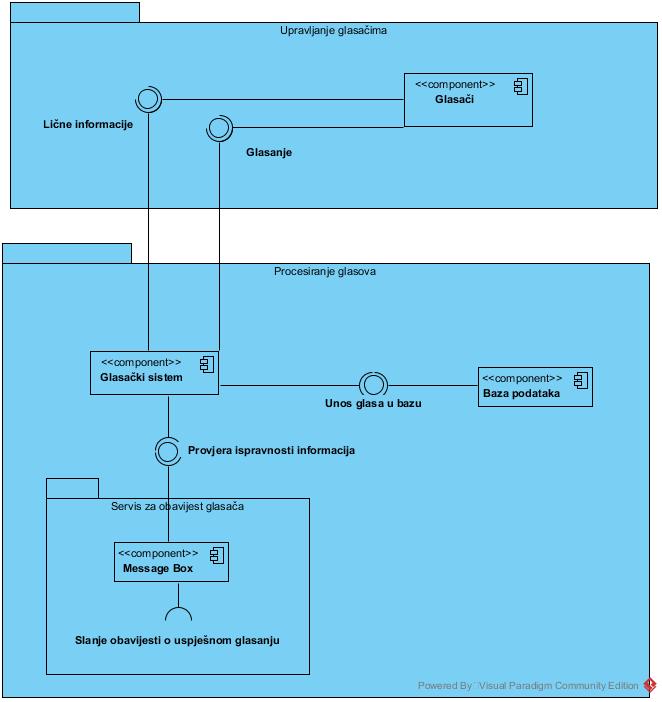 Upravljanje glasačima
<<component>>
Glasači
Lične informacije
Glasanje
Procesiranje glasova
<<component>>
Glasački sistem
<<component>>
Baza podataka
Unos glasa u bazu
Provjera ispravnosti informacija
Servis za obavijest glasača
<<component>>
Message Box
Slanje obavijesti o uspješnom glasanju
Powered By Visual Paradigm Community Edition